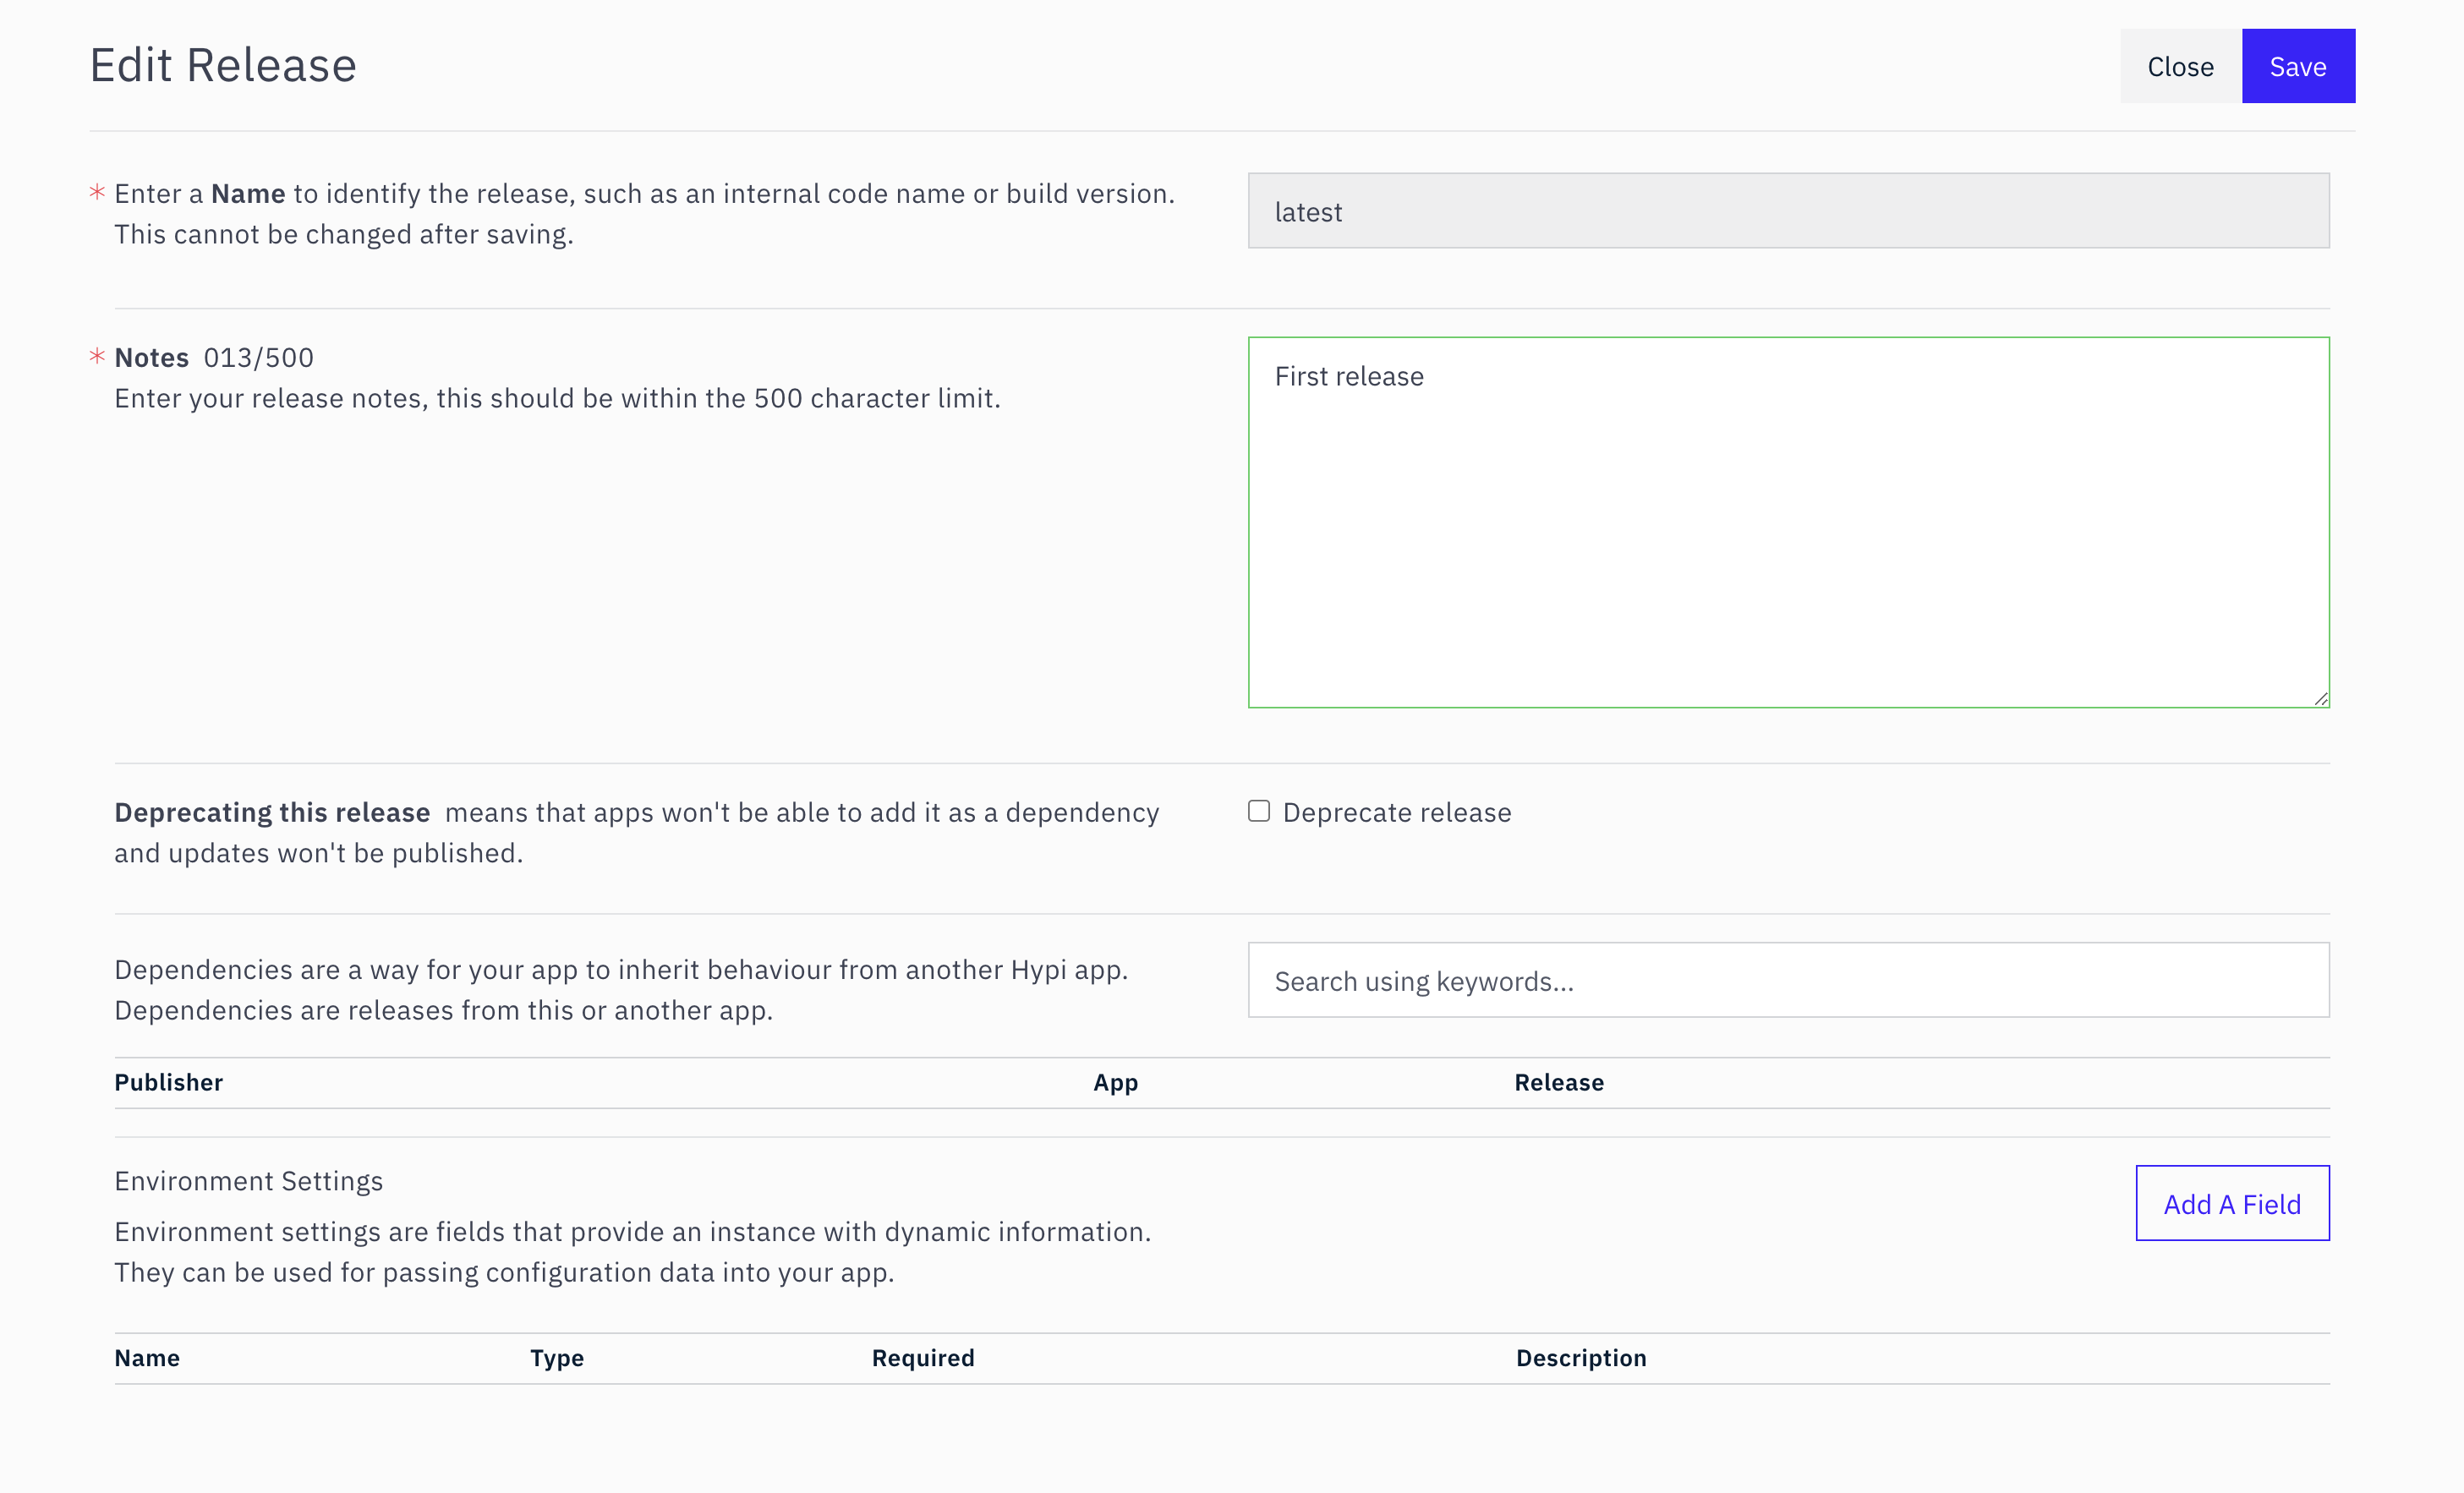 Edit Release
Close
Save
* Enter a Name to identify the release, such as an internal code name or build version.
This cannot be changed after saving.
latest
* Notes 013/500
Enter your release notes, this should be within the 500 character limit.
First release
Deprecating this release means that apps won't be able to add it as a dependency
and updates won't be published.
Deprecate release
Dependencies are a way for your app to inherit behaviour from another Hypi app.
Dependencies are releases from this or another app.
Search using keywords...
Publisher App Release
Environment Settings
Add A Field
Environment settings are fields that provide an instance with dynamic information.
They can be used for passing configuration data into your app.
Name Type Required Description